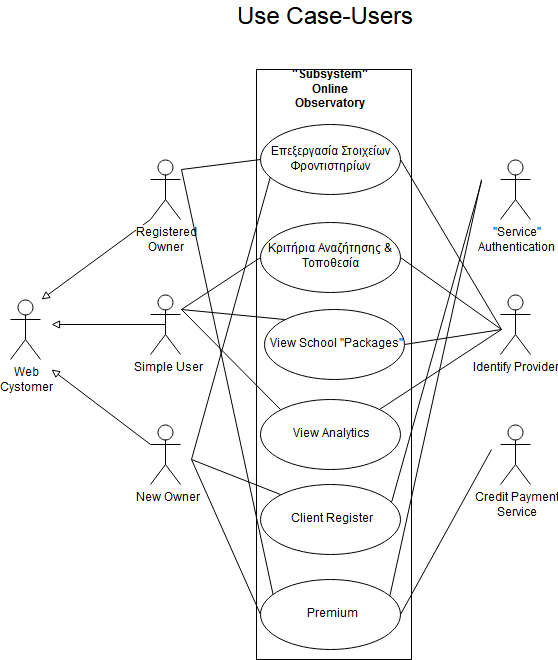 Use Case-Users
"Subsystem"
Online
Observatory
Επεξεργασία Στοιχείων
Φροντιστηρίων
Registered
Owner
"Service"
Authentication
Κριτήρια Αναζήτησης &
Τοποθεσία
View School "Packages"
Web
Cystomer
Simple User
Identify Provider
View Analytics
New Owner
Credit Payment
Service
Client Register
Premium